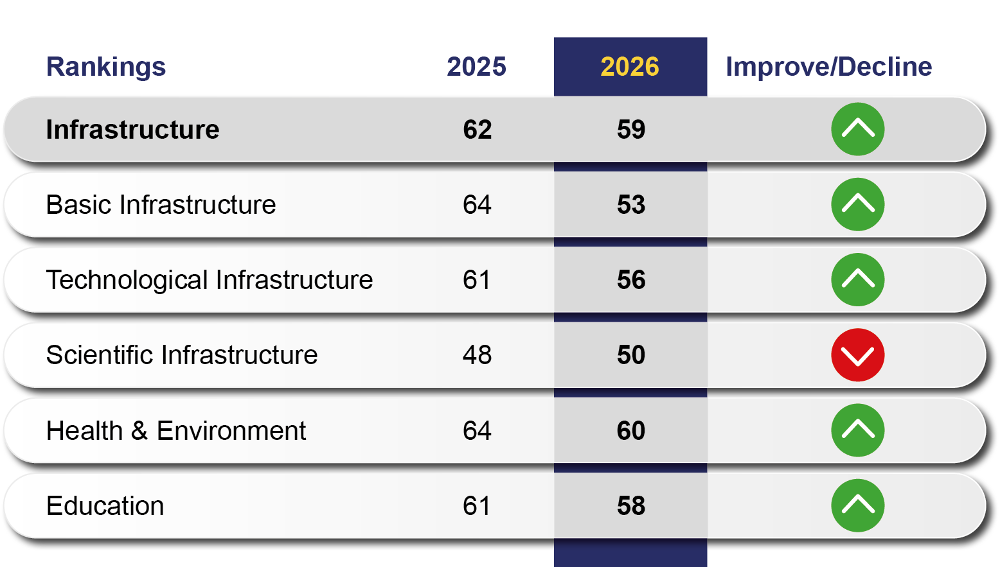 Rankings 2025 2026 Improve/Decline
Infrastructure 62 59
Basic Infrastructure 64 53
Technological Infrastructure 61 56
Scientific Infrastructure 48 50
Health & Environment 64 60
Education 61 58